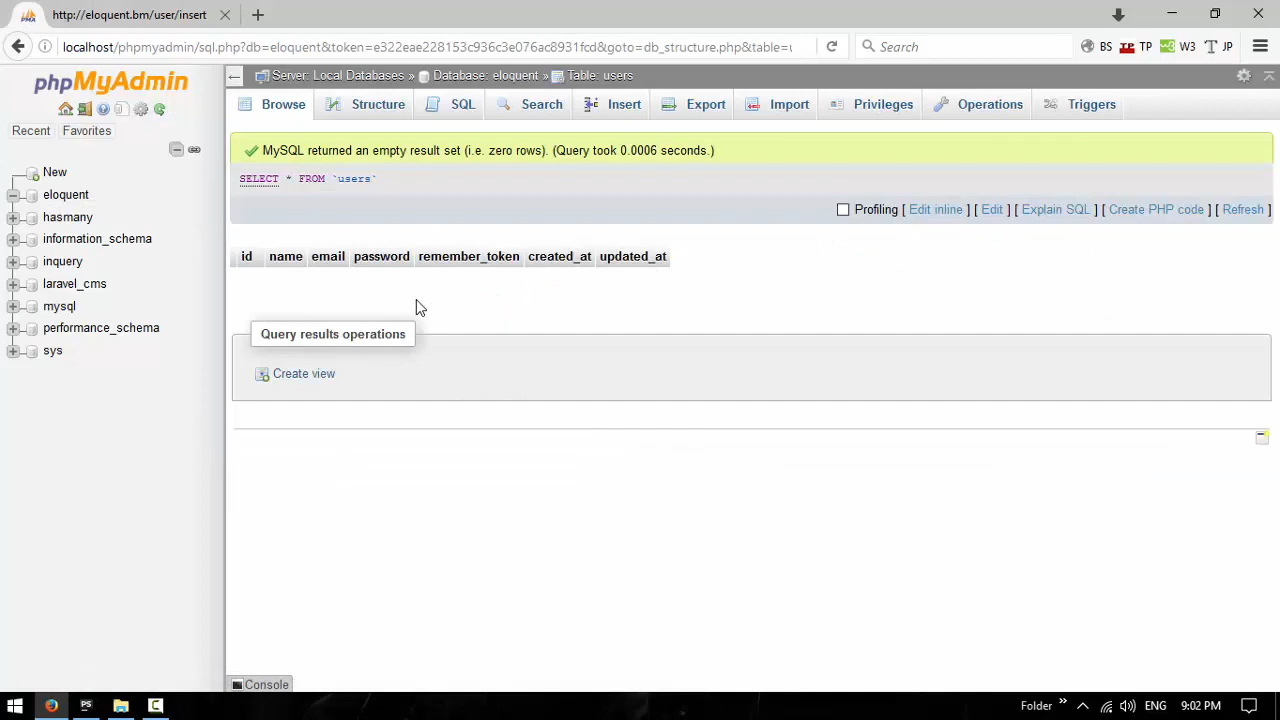 http://eloquent.bm/user/insert
localhost/phpmyadmin/sql.php?db=eloquent&token=e322eae2281535936c3e076ac8931fcd&goto=db_structure.php&table=u
Search
BS TP W3 JP
phpMyAdmin
Server: Local Databases » Database: eloquent » Table: users
Browse Structure SQL Search Insert Export Import Privileges Operations Triggers
Recent Favorites
New
eloquent
hasmany
information_schema
inquery
laravel_cms
mysql
performance_schema
sys
MySQL returned an empty result set (i.e. zero rows). (Query took 0.0006 seconds.)
SELECT * FROM `users`
Profiling [ Edit inline ] [ Edit ] [ Explain SQL ] [ Create PHP code ] [ Refresh ]
id name email password remember_token created_at updated_at
Query results operations
Create view
Console
Folder » ENG 9:02 PM